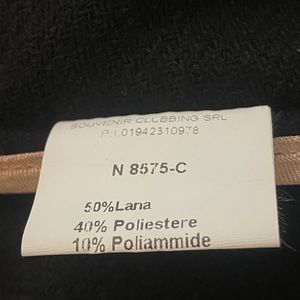 SOUVENIR CLUBBING SRL
P.I.01942310978
N 8575-C
50%Lana
40% Poliestere
10% Poliammide